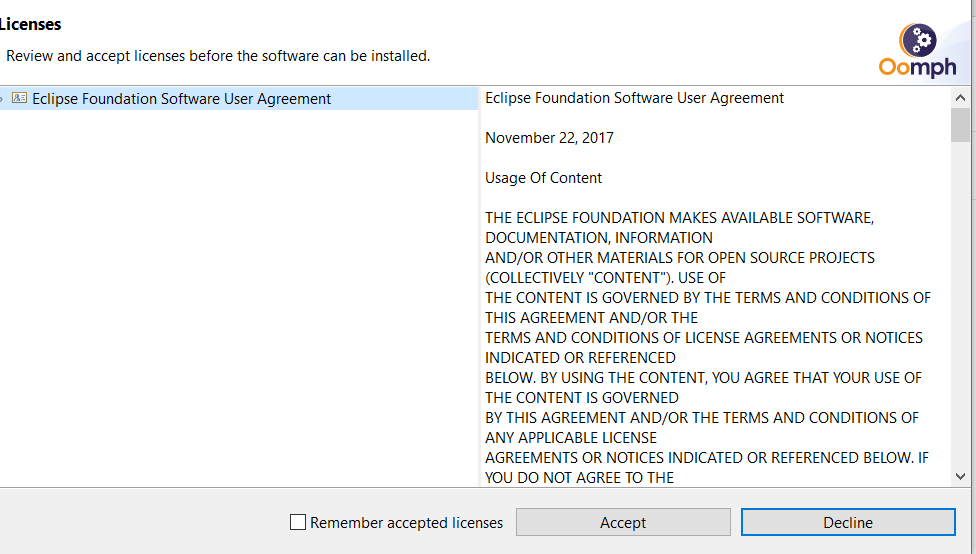 Licenses
Review and accept licenses before the software can be installed.
Oomph
Eclipse Foundation Software User Agreement
Eclipse Foundation Software User Agreement
November 22, 2017
Usage Of Content
THE ECLIPSE FOUNDATION MAKES AVAILABLE SOFTWARE,
DOCUMENTATION, INFORMATION
AND/OR OTHER MATERIALS FOR OPEN SOURCE PROJECTS
(COLLECTIVELY "CONTENT"). USE OF
THE CONTENT IS GOVERNED BY THE TERMS AND CONDITIONS OF
THIS AGREEMENT AND/OR THE
TERMS AND CONDITIONS OF LICENSE AGREEMENTS OR NOTICES
INDICATED OR REFERENCED
BELOW. BY USING THE CONTENT, YOU AGREE THAT YOUR USE OF
THE CONTENT IS GOVERNED
BY THIS AGREEMENT AND/OR THE TERMS AND CONDITIONS OF
ANY APPLICABLE LICENSE
AGREEMENTS OR NOTICES INDICATED OR REFERENCED BELOW. IF
YOU DO NOT AGREE TO THE
Remember accepted licenses
Accept
Decline